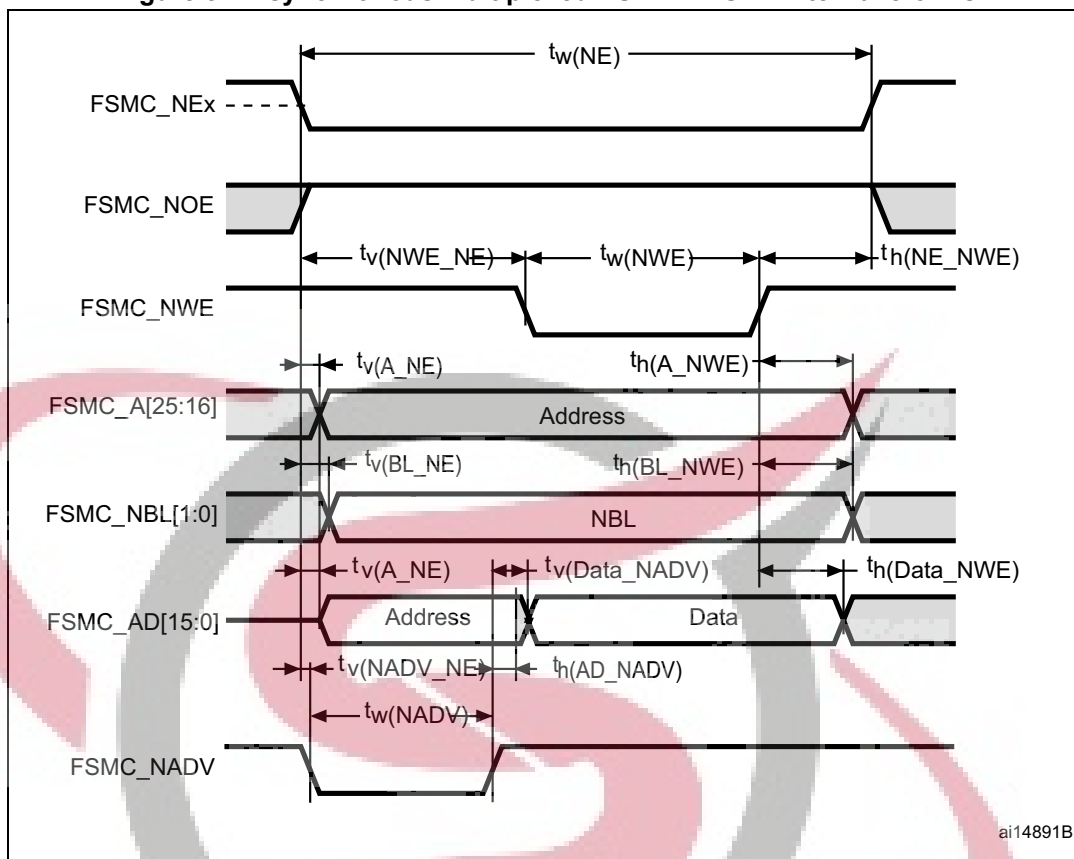 tw(NE)
FSMC_NEx
FSMC_NOE
tv(NWE_NE) tw(NWE) th(NE_NWE)
FSMC_NWE
tv(A_NE) th(A_NWE)
FSMC_A[25:16] Address
tv(BL_NE) th(BL_NWE)
FSMC_NBL[1:0] NBL
tv(A_NE) tv(Data_NADV) th(Data_NWE)
FSMC_AD[15:0] Address Data
tv(NADV_NE) th(AD_NADV)
tw(NADV)
FSMC_NADV
ai14891B